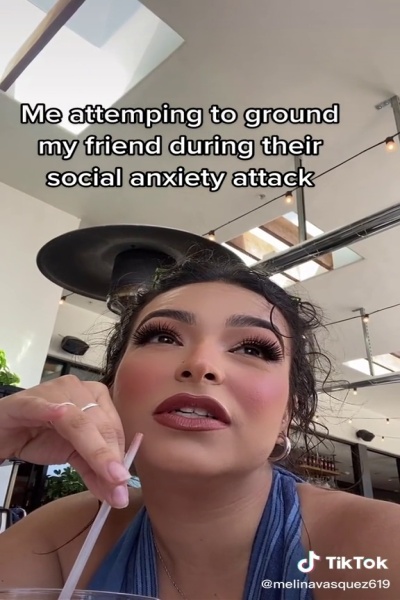 Me attemping to ground
my friend during their
social anxiety attack
TikTok
@melinavasquez619